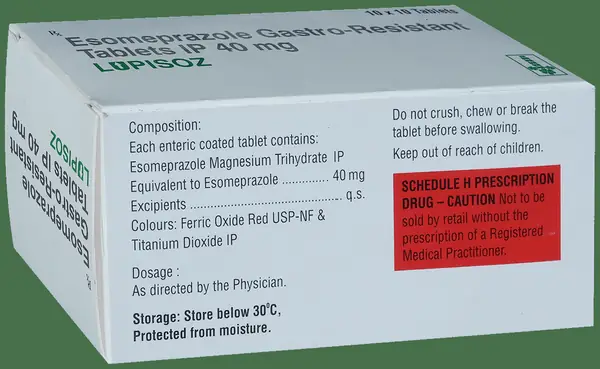 Rx
Esomeprazole Gastro-Resistant
Tablets IP 40 mg
LUPISOZ
10 x 10 Tablets
Composition:
Each enteric coated tablet contains:
Esomeprazole Magnesium Trihydrate IP
Equivalent to Esomeprazole .............. 40 mg
Excipients ............................................ q.s.
Colours: Ferric Oxide Red USP-NF &
Titanium Dioxide IP
Dosage :
As directed by the Physician.
Storage: Store below 30°C,
Protected from moisture.
Do not crush, chew or break the
tablet before swallowing.
Keep out of reach of children.
SCHEDULE H PRESCRIPTION
DRUG – CAUTION Not to be
sold by retail without the
prescription of a Registered
Medical Practitioner.
Rx
Esomeprazole
Gastro-Resistant
Tablets IP 40 mg
LUPISOZ